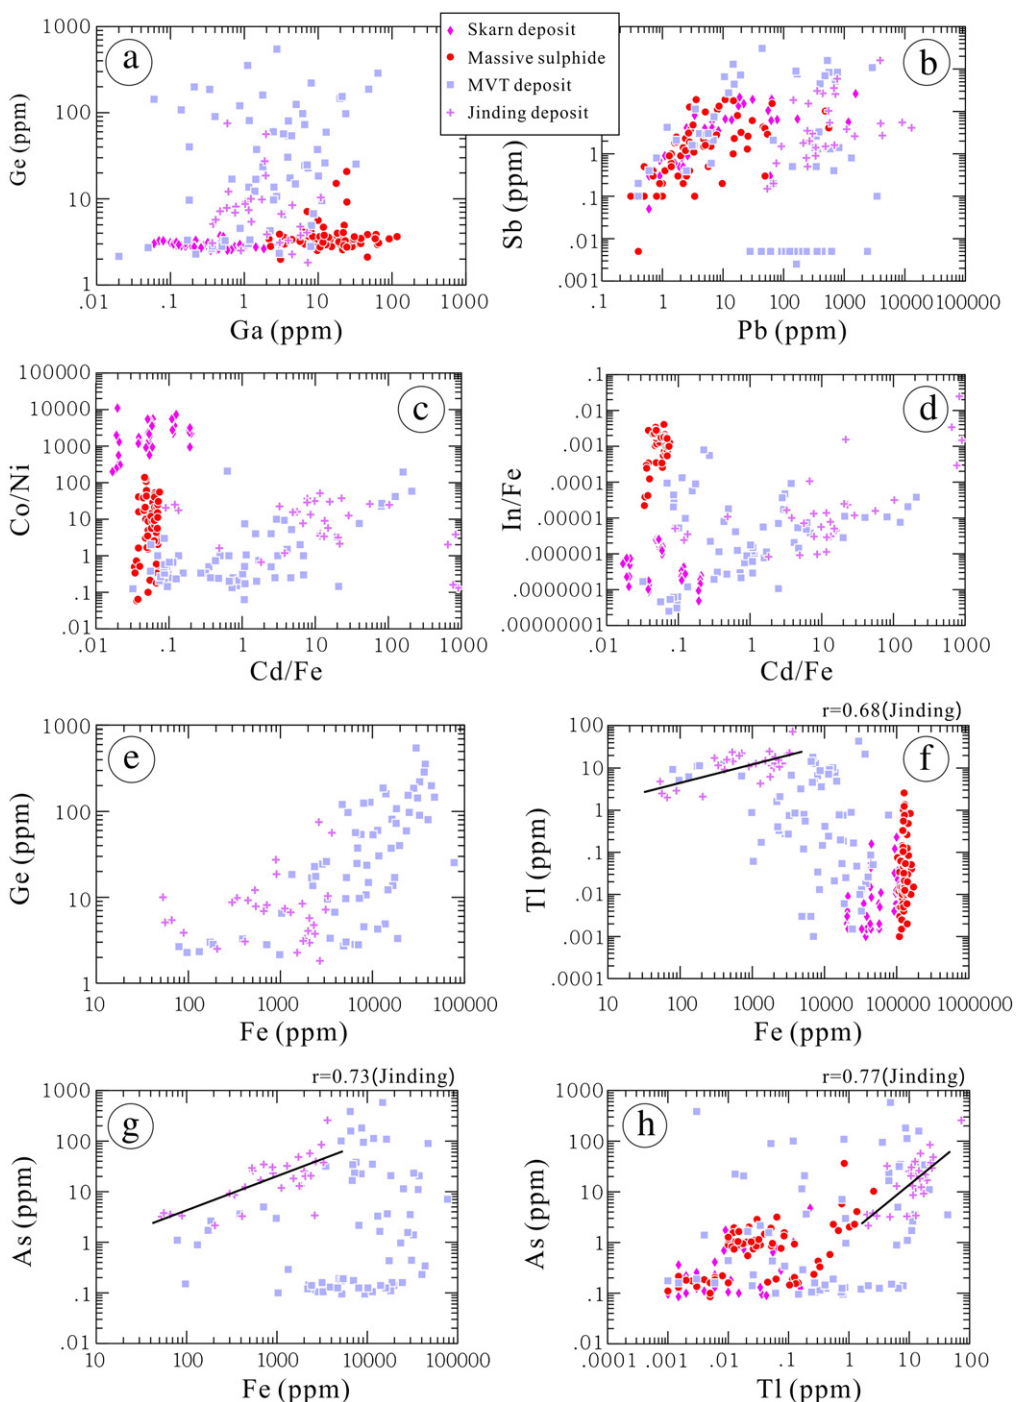 Skarn deposit
Massive sulphide
MVT deposit
Jinding deposit
a
Ge (ppm)
1000
100
10
1
.01 .1 1 10 100 1000
Ga (ppm)
b
Sb (ppm)
1000
100
10
1
.1
.01
.001
.1 1 10 100 1000 10000 100000
Pb (ppm)
c
Co/Ni
100000
10000
1000
100
10
1
.1
.01
.01 .1 1 10 100 1000
Cd/Fe
d
In/Fe
.1
.01
.001
.0001
.00001
.000001
.0000001
.00000001
.01 .1 1 10 100 1000
Cd/Fe
e
Ge (ppm)
1000
100
10
1
10 100 1000 10000 100000
Fe (ppm)
r=0.68(Jinding)
f
Tl (ppm)
100
10
1
.1
.01
.001
.0001
10 100 1000 10000 100000 1000000
Fe (ppm)
r=0.73(Jinding)
g
As (ppm)
1000
100
10
1
.1
.01
10 100 1000 10000 100000
Fe (ppm)
r=0.77(Jinding)
h
As (ppm)
1000
100
10
1
.1
.01
.0001 .001 .01 .1 1 10 100
Tl (ppm)